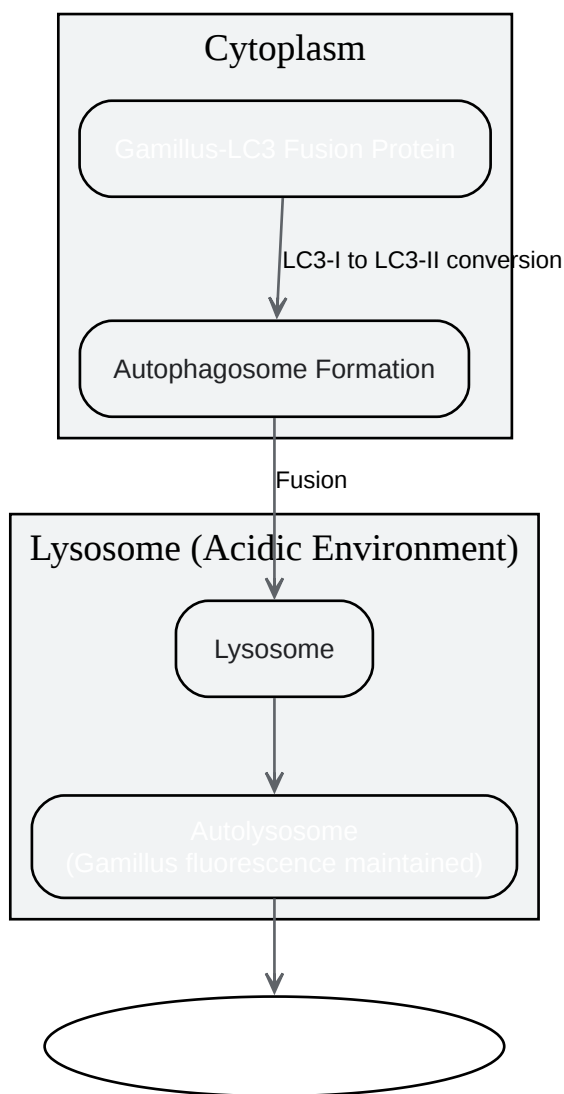 Cytoplasm
Gamillus-LC3 Fusion Protein
LC3-I to LC3-II conversion
Autophagosome Formation
Fusion
Lysosome (Acidic Environment)
Lysosome
Autolysosome
(Gamillus fluorescence maintained)